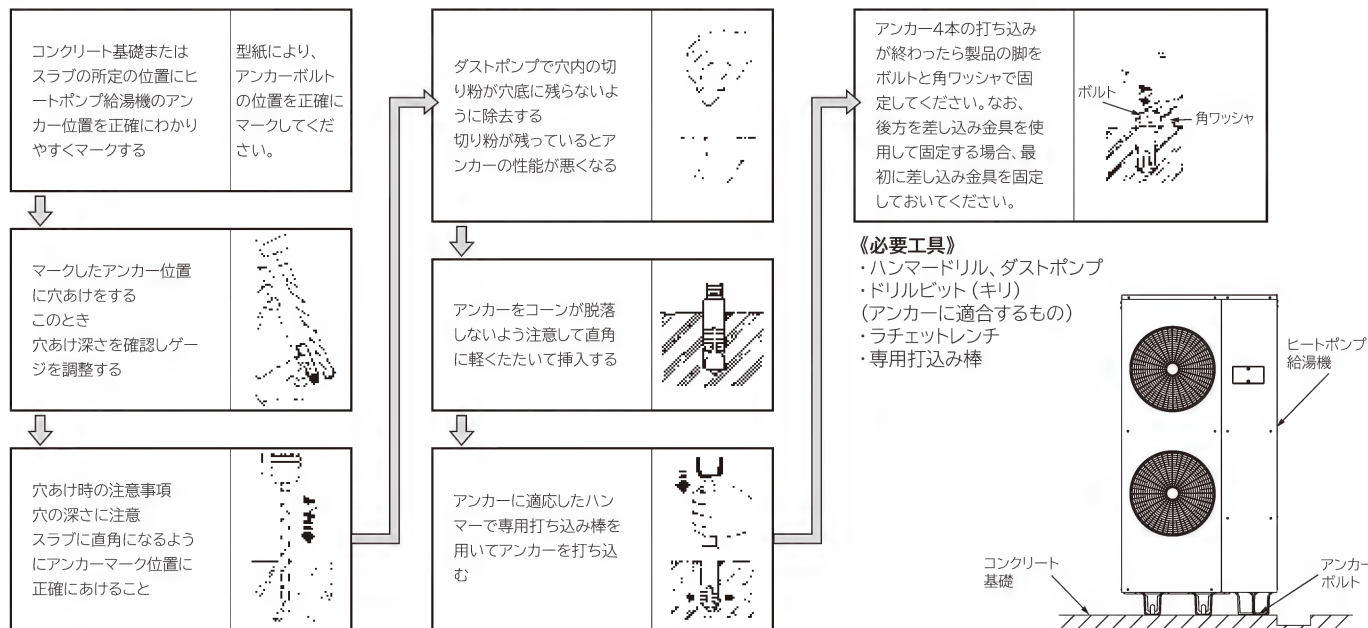 コンクリート基礎または
スラブの所定の位置にヒ
ートポンプ給湯機のアン
カー位置を正確にわかり
やすくマークする
型紙により、
アンカーボルト
の位置を正確に
マークしてくだ
さい。
マークしたアンカー位置
に穴あけをする
このとき
穴あけ深さを確認しゲー
ジを調整する
穴あけ時の注意事項
穴の深さに注意
スラブに直角になるよう
にアンカーマーク位置に
正確にあけること
ダストポンプで穴内の切
り粉が穴底に残らないよ
うに除去する
切り粉が残っているとア
ンカーの性能が悪くなる
アンカーをコーンが脱落
しないよう注意して直角
に軽くたたいて挿入する
アンカーに適応したハン
マーで専用打ち込み棒を
用いてアンカーを打ち込
む
アンカー4本の打ち込み
が終わったら製品の脚を
ボルトと角ワッシャで固
定してください。なお、
後方を差し込み金具を使
用して固定する場合、最
初に差し込み金具を固定
しておいてください。
ボルト
角ワッシャ
《必要工具》
・ハンマードリル、ダストポンプ
・ドリルビット（キリ）
（アンカーに適合するもの）
・ラチェットレンチ
・専用打込み棒
ヒートポンプ
給湯機
コンクリート
基礎
アンカー
ボルト